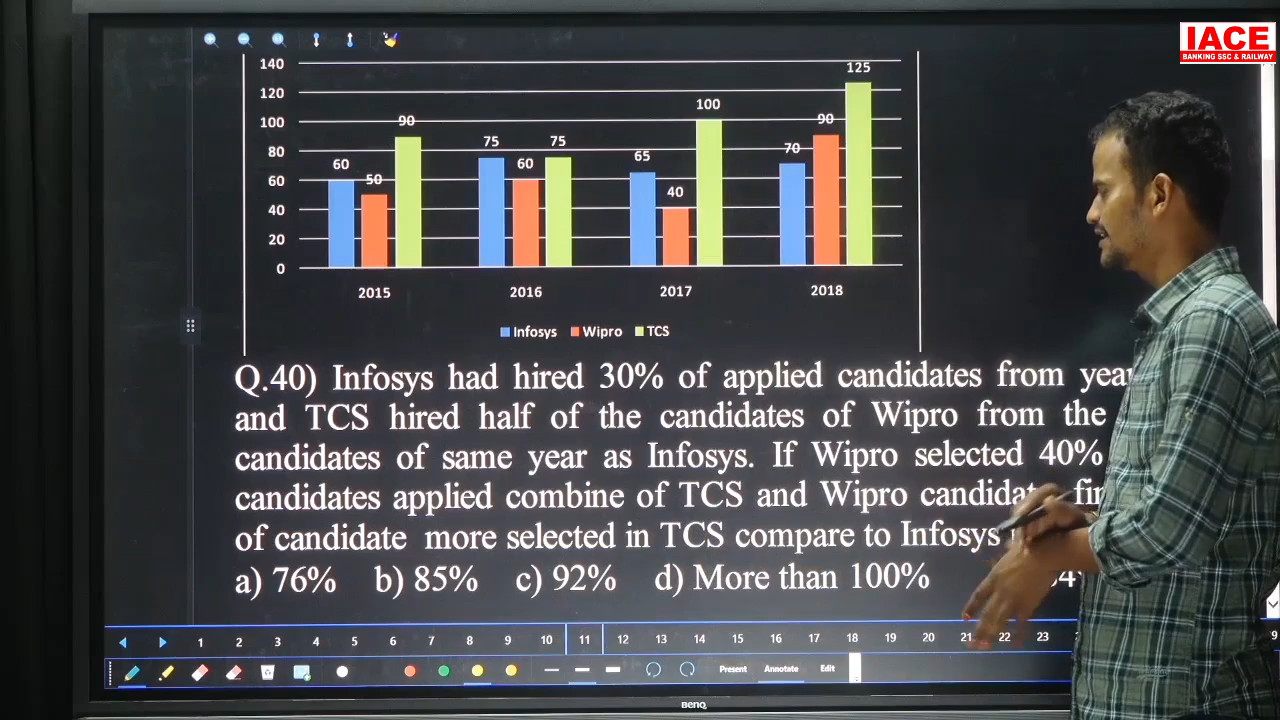 IACE
BANKING SSC & RAILWAY
140
120
100
80
60
40
20
0
60
50
90
75
60
75
65
40
100
70
90
125
2015
2016
2017
2018
Infosys
Wipro
TCS
Q.40) Infosys had hired 30% of applied candidates from
and TCS hired half of the candidates of Wipro from the
candidates of same year as Infosys. If Wipro selected 40%
candidates applied combine of TCS and Wipro
of candidate more selected in TCS compare to Infosys
a) 76% b) 85% c) 92% d) More than 100%
1 2 3 4 5 6 7 8 9 10 11 12 13 14 15 16 17 18 19 20 21 22 23
Present Annotate Edit
BENQ